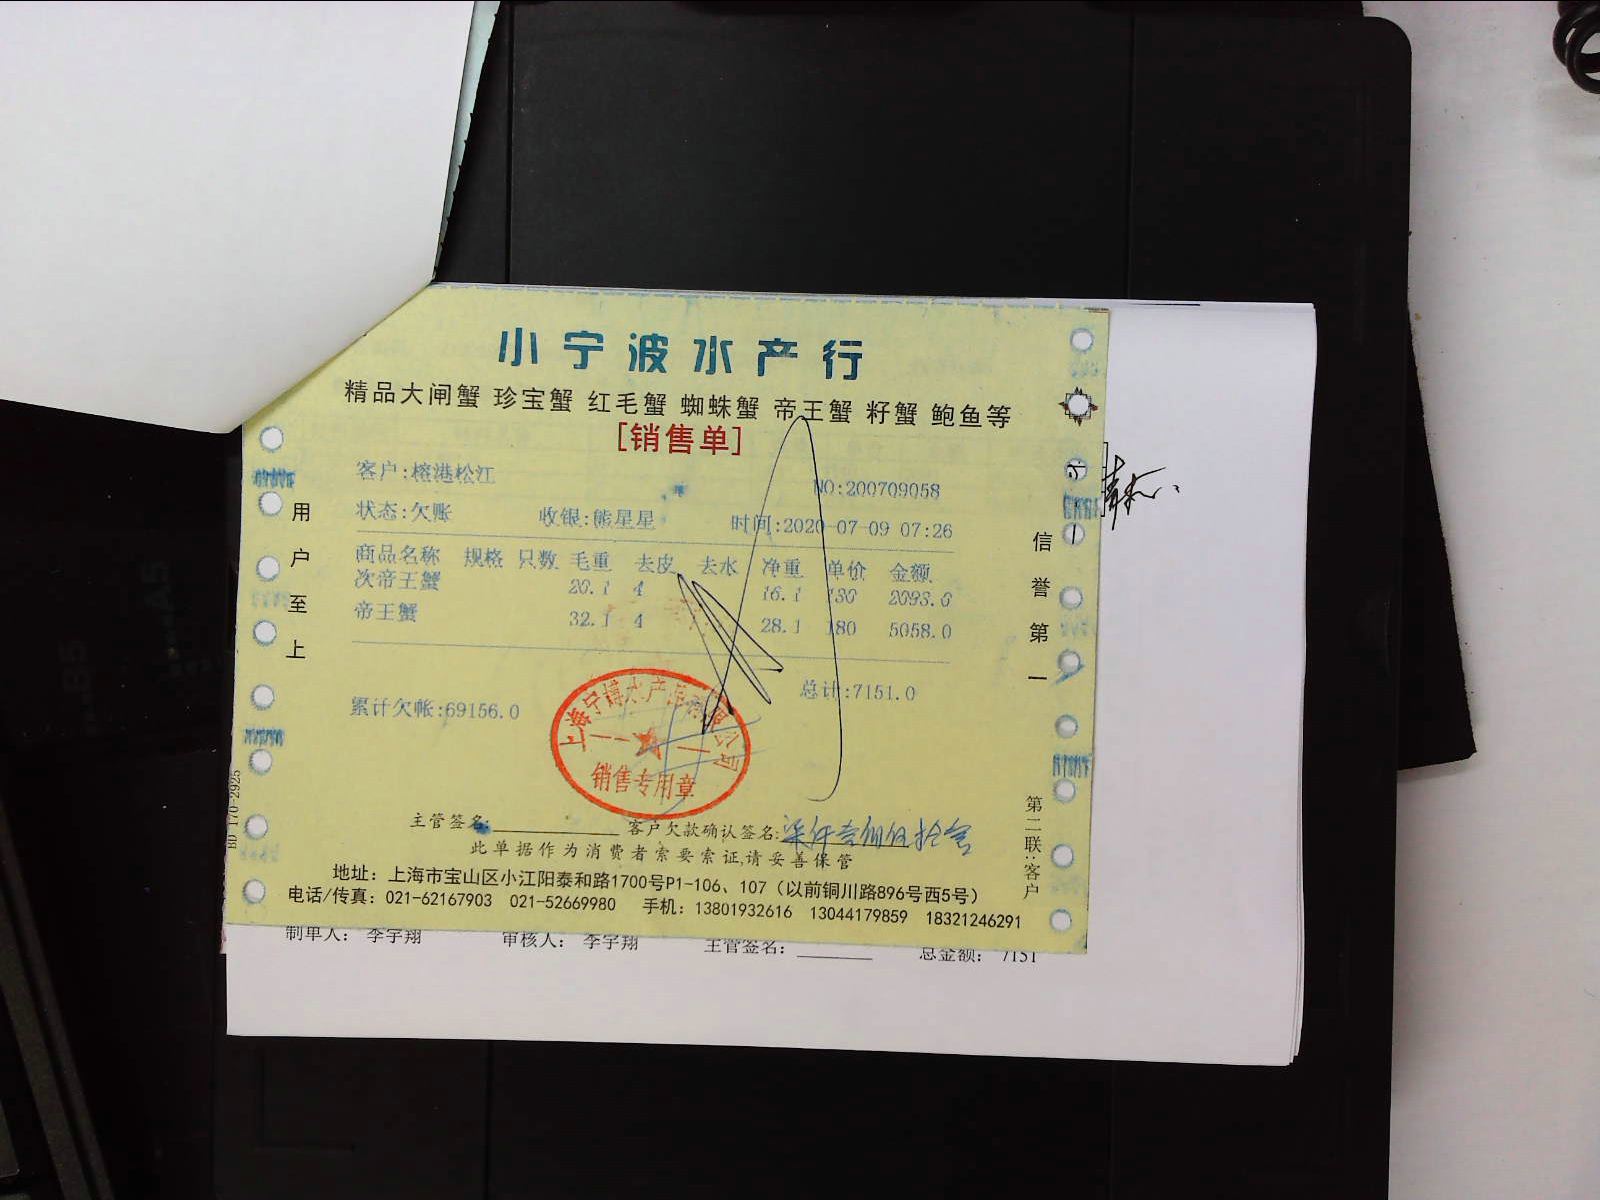 小宁波水产行
精品大闸蟹 珍宝蟹 红毛蟹 蜘蛛蟹 帝王蟹 籽蟹 鲍鱼等
[销售单]
客户:榕港松江
NO:200709058
状态:欠账 收银:熊星星 时间:2020-07-09 07:26
商品名称 规格 只数 毛重 去皮 去水 净重 单价 金额
次帝王蟹 20.1 4 16.1 130 2093.0
帝王蟹 32.1 4 28.1 180 5058.0
累计欠帐:69156.0 总计:7151.0
销售专用章
用户至上
信誉第一
第二联:客户
HD 170-2925
主管签名: 客户欠款确认签名:
此单据作为消费者索要索证,请妥善保管
地址：上海市宝山区小江阳泰和路1700号P1-106、107（以前铜川路896号西5号）
电话/传真：021-62167903 021-52669980 手机：13801932616 13044179859 18321246291
制单人： 李宇翔 审核人： 李宇翔 主管签名： 总金额： 7151